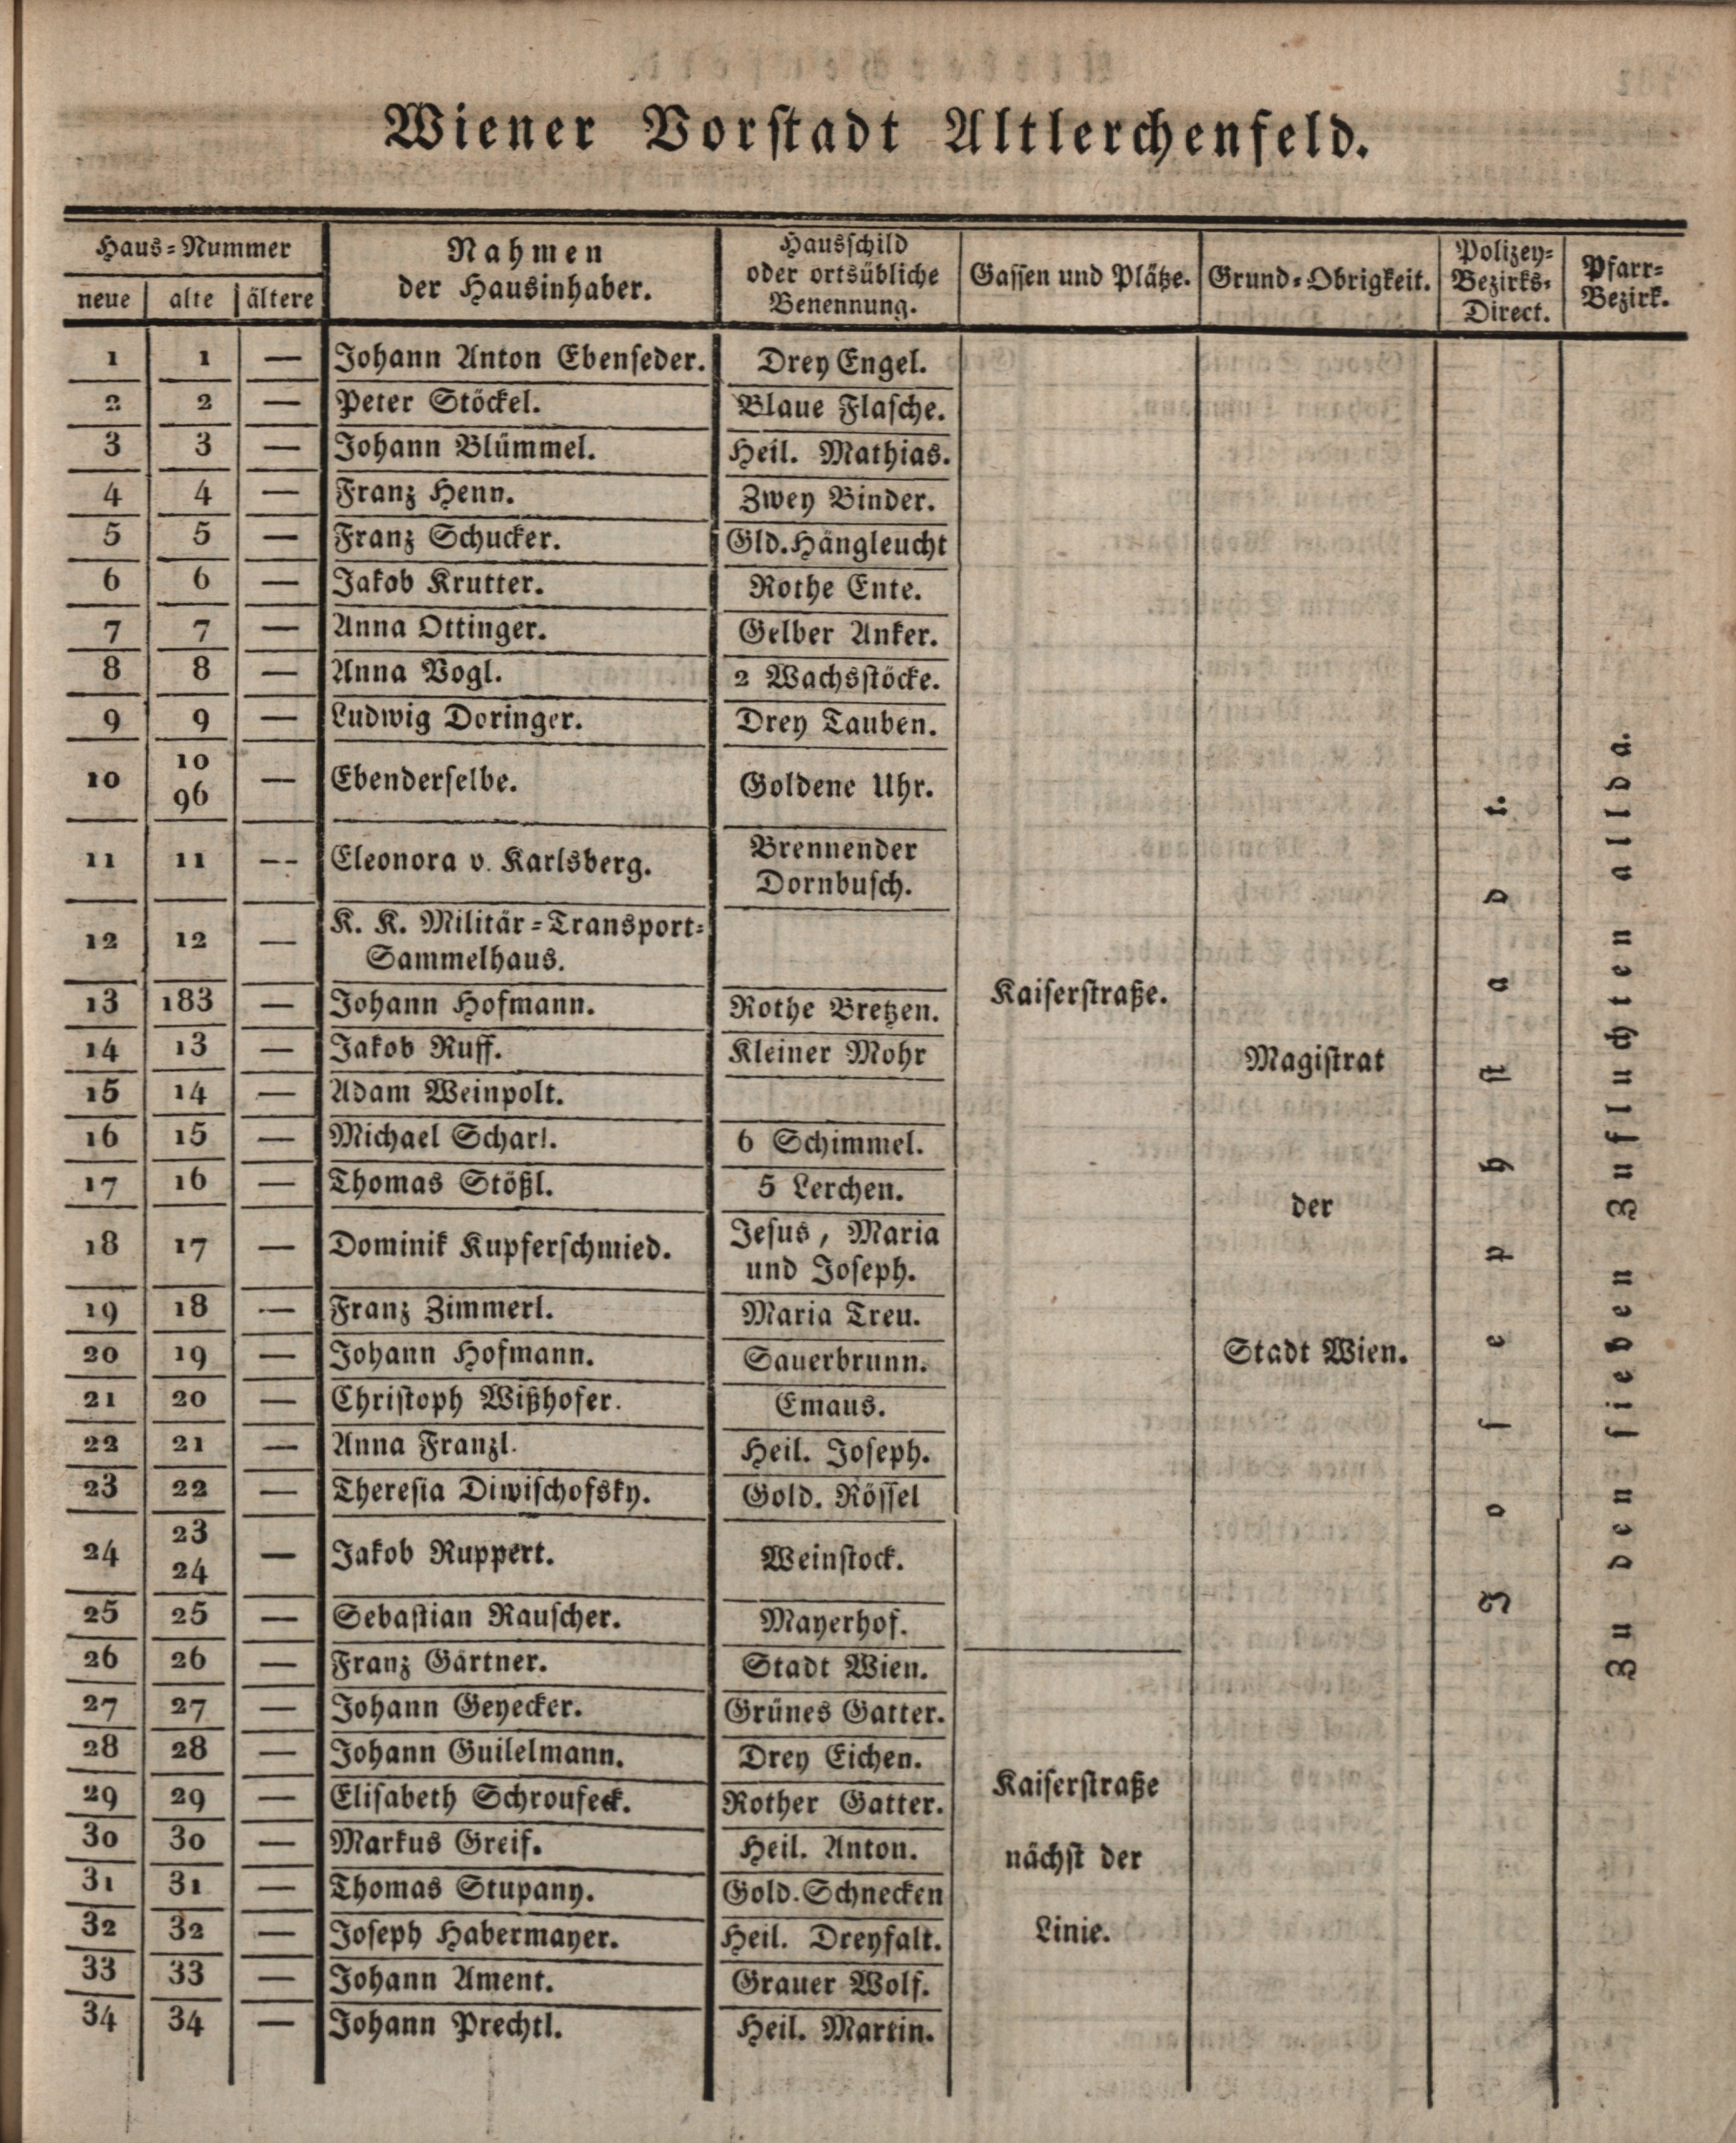 Wiener Vorstadt Altlerchenfeld.
Haus-Nummer
neue alte ältere
Nahmen
der Hausinhaber.
Hausschild
oder ortsübliche
Benennung.
Gassen und Plätze.
Grund-Obrigkeit.
Polizey-
Bezirks-
Direct.
Pfarr-
Bezirk.
1 1 — Johann Anton Ebenseder. Drey Engel.
2 2 — Peter Stöckel. Blaue Flasche.
3 3 — Johann Blümmel. Heil. Mathias.
4 4 — Franz Henn. Zwey Binder.
5 5 — Franz Schucker. Gld. Hängleucht
6 6 — Jakob Krutter. Rothe Ente.
7 7 — Anna Ottinger. Gelber Anker.
8 8 — Anna Vogl. 2 Wachsstöcke.
9 9 — Ludwig Doringer. Drey Tauben.
10 10 96 — Ebenderselbe. Goldene Uhr.
11 11 — Eleonora v. Karlsberg. Brennender
Dornbusch.
12 12 — K. K. Militär-Transport-
Sammelhaus.
13 183 — Johann Hofmann. Rothe Bretzen.
14 13 — Jakob Ruff. Kleiner Mohr
15 14 — Adam Weinpolt.
16 15 — Michael Scharl. 6 Schimmel.
17 16 — Thomas Stößl. 5 Lerchen.
18 17 — Dominik Kupferschmied. Jesus, Maria
und Joseph.
19 18 — Franz Zimmerl. Maria Treu.
20 19 — Johann Hofmann. Sauerbrunn.
21 20 — Christoph Wißhofer. Emaus.
22 21 — Anna Franzl. Heil. Joseph.
23 22 — Theresia Diwischofsky. Gold. Rössel
24 23 24 — Jakob Ruppert. Weinstock.
25 25 — Sebastian Rauscher. Mayerhof.
26 26 — Franz Gärtner. Stadt Wien.
27 27 — Johann Geyecker. Grünes Gatter.
28 28 — Johann Guilelmann. Drey Eichen.
29 29 — Elisabeth Schroufeck. Rother Gatter.
30 30 — Markus Greif. Heil. Anton.
31 31 — Thomas Stupany. Gold. Schnecken
32 32 — Joseph Habermayer. Heil. Dreyfalt.
33 33 — Johann Ament. Grauer Wolf.
34 34 — Johann Prechtl. Heil. Martin.
Kaiserstraße.
Kaiserstraße
nächst der
Linie.
Magistrat
der
Stadt Wien.
Josephstadt.
Zu den sieben Zufluchten allda.